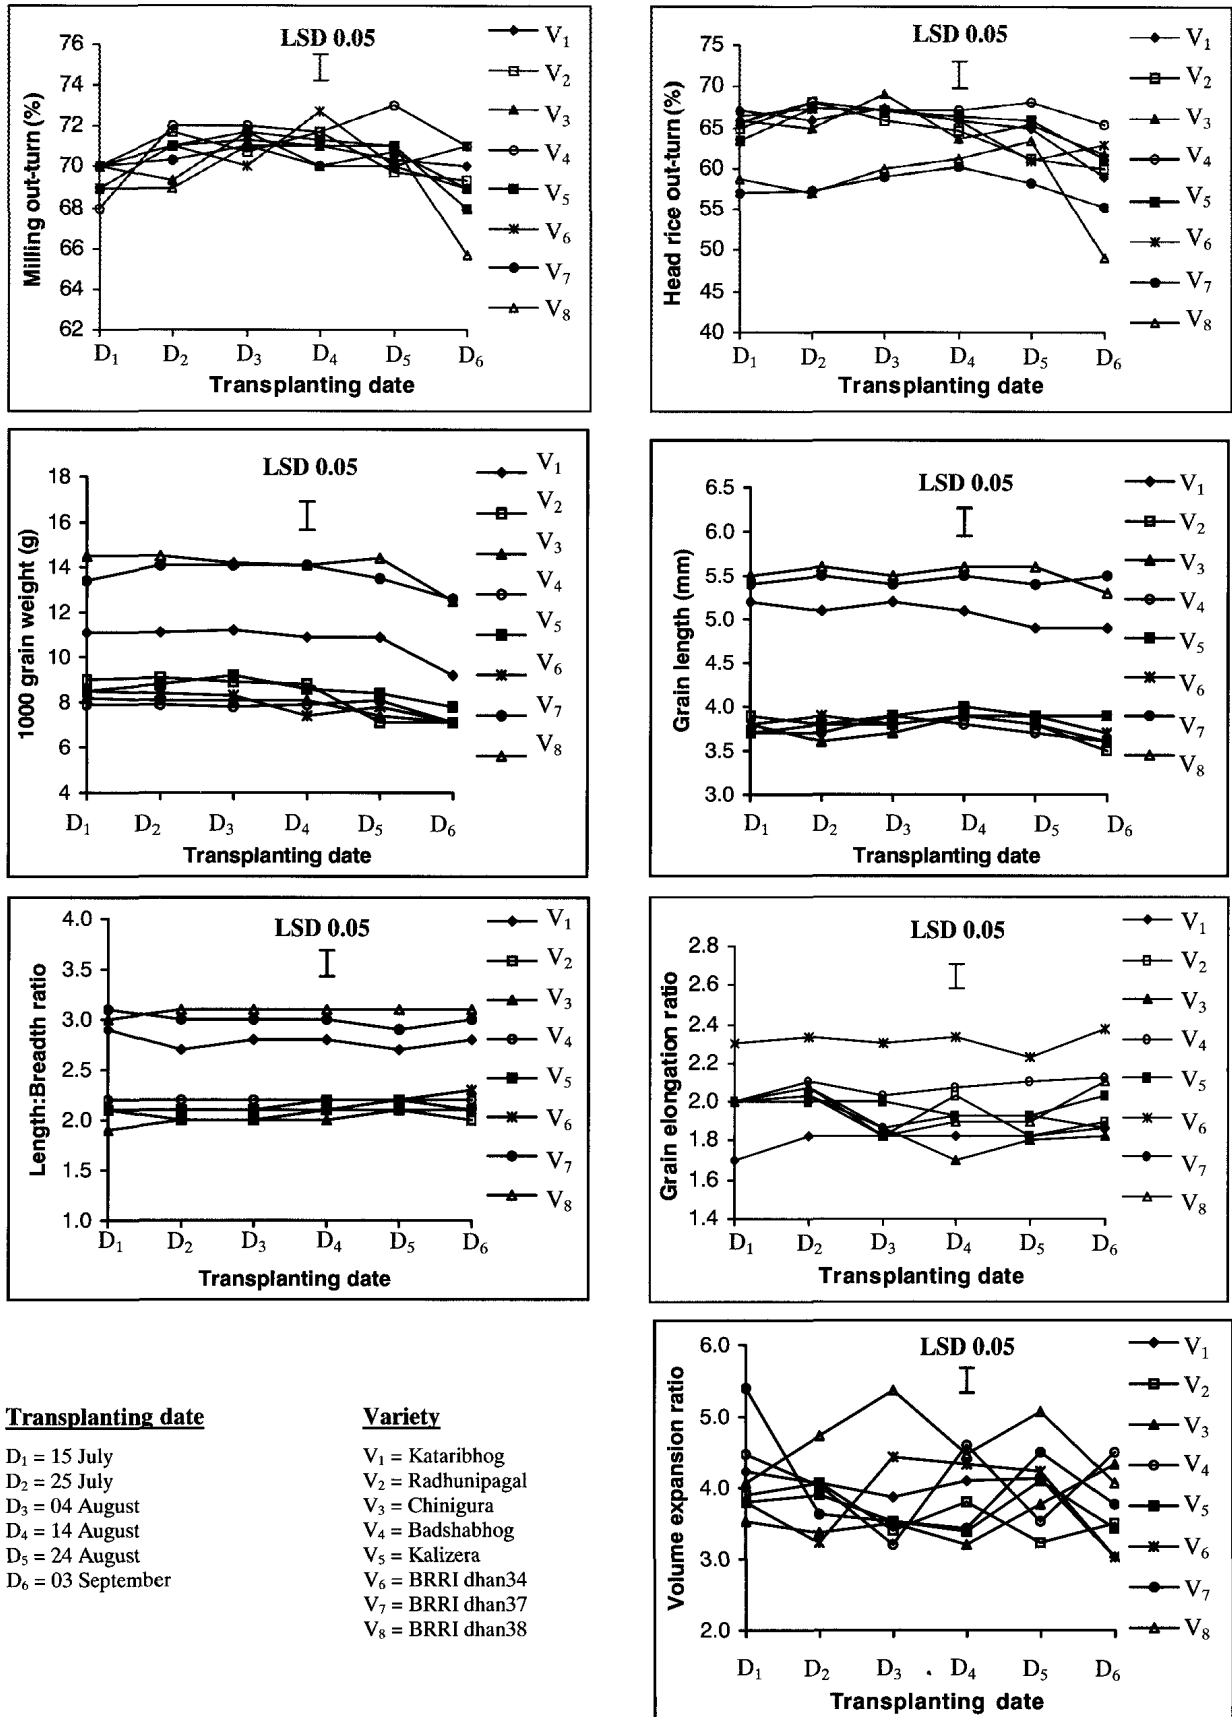 LSD 0.05
Milling out-turn (%)
76
74
72
70
68
66
64
62
D₁ D₂ D₃ D₄ D₅ D₆
Transplanting date
V₁
V₂
V₃
V₄
V₅
V₆
V₇
V₈
LSD 0.05
Head rice out-turn (%)
75
70
65
60
55
50
45
40
D₁ D₂ D₃ D₄ D₅ D₆
Transplanting date
V₁
V₂
V₃
V₄
V₅
V₆
V₇
V₈
LSD 0.05
1000 grain weight (g)
18
16
14
12
10
8
6
4
D₁ D₂ D₃ D₄ D₅ D₆
Transplanting date
V₁
V₂
V₃
V₄
V₅
V₆
V₇
V₈
LSD 0.05
Grain length (mm)
6.5
6.0
5.5
5.0
4.5
4.0
3.5
3.0
D₁ D₂ D₃ D₄ D₅ D₆
Transplanting date
V₁
V₂
V₃
V₄
V₅
V₆
V₇
V₈
LSD 0.05
Length:Breadth ratio
4.0
3.5
3.0
2.5
2.0
1.5
1.0
D₁ D₂ D₃ D₄ D₅ D₆
Transplanting date
V₁
V₂
V₃
V₄
V₅
V₆
V₇
V₈
LSD 0.05
Grain elongation ratio
2.8
2.6
2.4
2.2
2.0
1.8
1.6
1.4
D₁ D₂ D₃ D₄ D₅ D₆
Transplanting date
V₁
V₂
V₃
V₄
V₅
V₆
V₇
V₈
Transplanting date
D₁ = 15 July
D₂ = 25 July
D₃ = 04 August
D₄ = 14 August
D₅ = 24 August
D₆ = 03 September
Variety
V₁ = Kataribhog
V₂ = Radhunipagal
V₃ = Chinigura
V₄ = Badshabhog
V₅ = Kalizera
V₆ = BRRI dhan34
V₇ = BRRI dhan37
V₈ = BRRI dhan38
LSD 0.05
Volume expansion ratio
6.0
5.0
4.0
3.0
2.0
D₁ D₂ D₃ D₄ D₅ D₆
Transplanting date
V₁
V₂
V₃
V₄
V₅
V₆
V₇
V₈